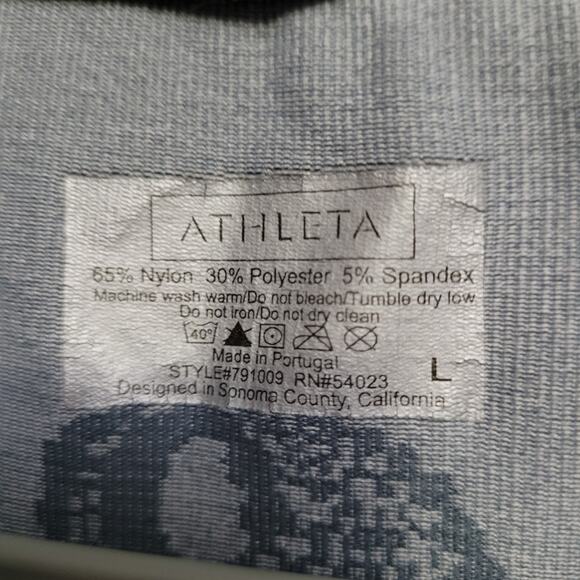 ATHLETA
65% Nylon 30% Polyester 5% Spandex
Machine wash warm/Do not bleach/Tumble dry low
Do not iron/Do not dry clean
40°
Made in Portugal
STYLE#791009 RN#54023
L
Designed in Sonoma County, California